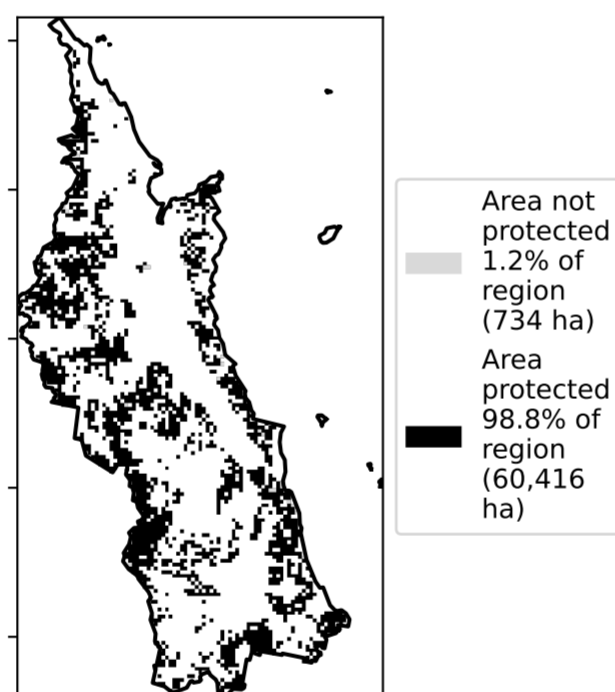 Area not
protected
1.2% of
region
(734 ha)
Area
protected
98.8% of
region
(60,416
ha)